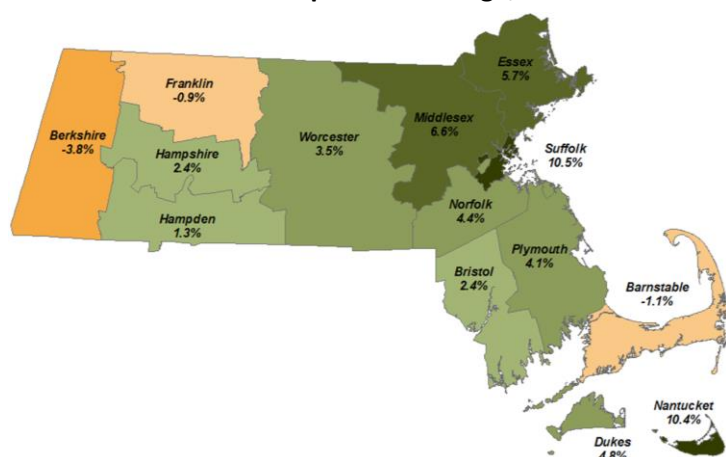 Essex
5.7%
Franklin
-0.9%
Middlesex
6.6%
Berkshire
-3.8%
Worcester
3.5%
Suffolk
10.5%
Hampshire
2.4%
Norfolk
4.4%
Hampden
1.3%
Plymouth
4.1%
Bristol
2.4%
Barnstable
-1.1%
Nantucket
10.4%
Dukes
4.8%